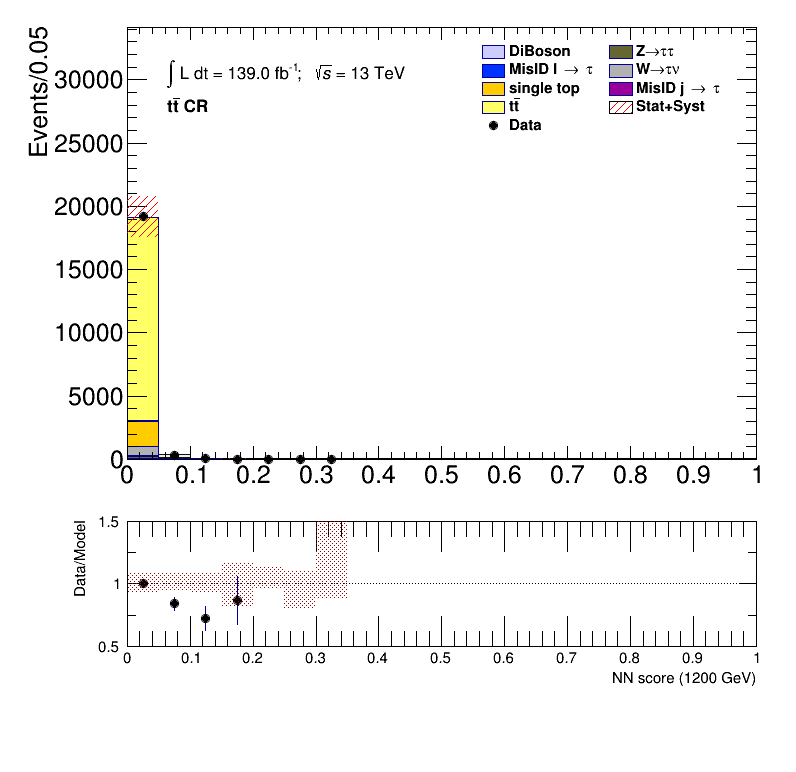 Events/0.05
30000
25000
20000
15000
10000
5000
0
∫ L dt = 139.0 fb⁻¹; √s = 13 TeV
tt̄ CR
DiBoson
MisID l → τ
single top
tt̄
Data
Z→ττ
W→τν
MisID j → τ
Stat+Syst
0 0.1 0.2 0.3 0.4 0.5 0.6 0.7 0.8 0.9 1
Data/Model
1.5
1
0.5
0 0.1 0.2 0.3 0.4 0.5 0.6 0.7 0.8 0.9 1
NN score (1200 GeV)